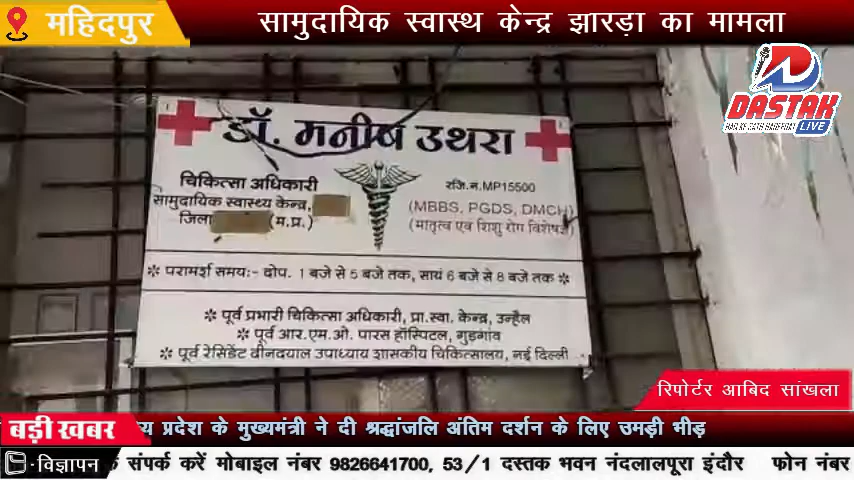 महिदपुर
सामुदायिक स्वास्थ केन्द्र झारड़ा का मामला
DASTAK
LIVE
डॉ. मनीष उथरा
चिकित्सा अधिकारी
सामुदायिक स्वास्थ्य केन्द्र,
जिला (म.प्र.)
रजि.न.MP15500
(MBBS, PGDS, DMCH)
(मातृत्व एवं शिशु रोग विशेषज्ञ)
* परामर्श समय:- दोप. 1 बजे से 5 बजे तक, सायं 6 बजे से 8 बजे तक *
* पूर्व प्रभारी चिकित्सा अधिकारी, प्रा.स्वा. केन्द्र, उन्हैल
* पूर्व आर.एम.ओ. पारस हॉस्पिटल, गुड़गांव
* पूर्व रेसिडेंट दीनदयाल उपाध्याय शासकीय चिकित्सालय, नई दिल्ली
रिपोर्टर आबिद सांखला
बड़ी खबर
य प्रदेश के मुख्यमंत्री ने दी श्रद्धांजलि अंतिम दर्शन के लिए उमड़ी भीड़
-विज्ञापन
संपर्क करें मोबाइल नंबर 9826641700, 53/1 दस्तक भवन नंदलालपूरा इंदौर फोन नंबर